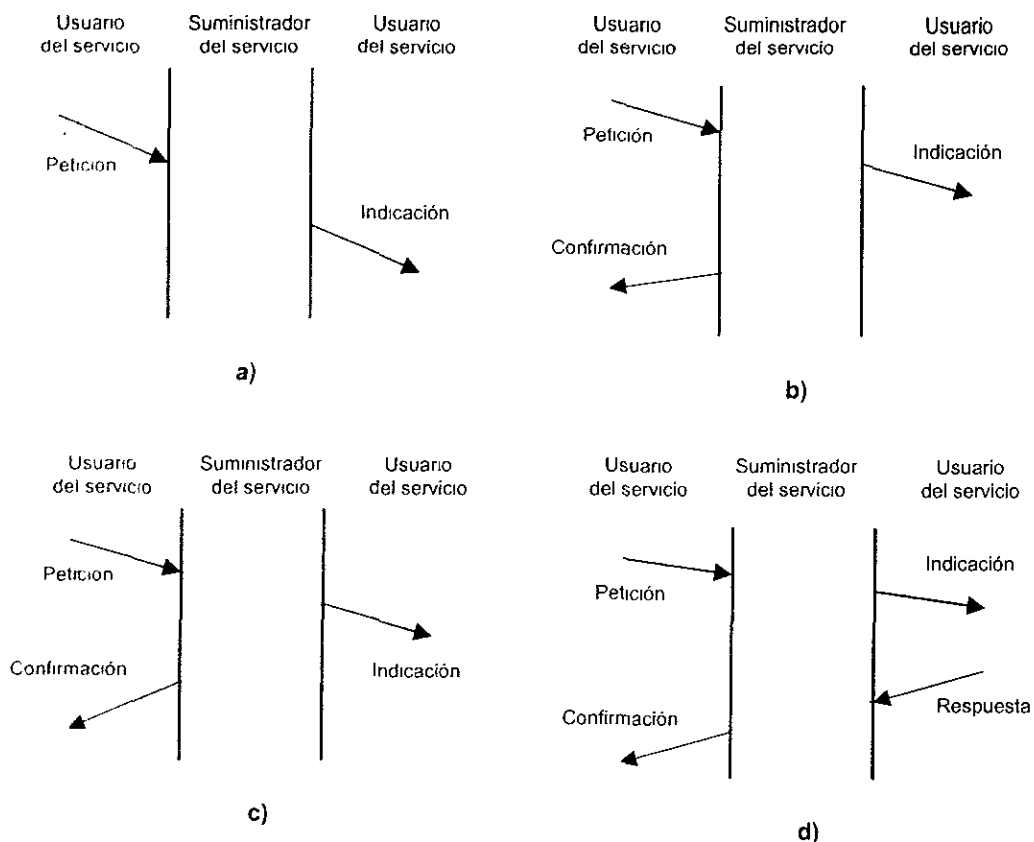 Usuario
del servicio
Suministrador
del servicio
Usuario
del servicio
Peticion
Indicación
a)
Usuario
del servicio
Suministrador
del servicio
Usuario
del servicio
Petición
Indicación
Confirmación
b)
Usuario
del servicio
Suministrador
del servicio
Usuario
del servicio
Peticion
Confirmación
Indicación
c)
Usuario
del servicio
Suministrador
del servicio
Usuario
del servicio
Petición
Indicación
Confirmación
Respuesta
d)